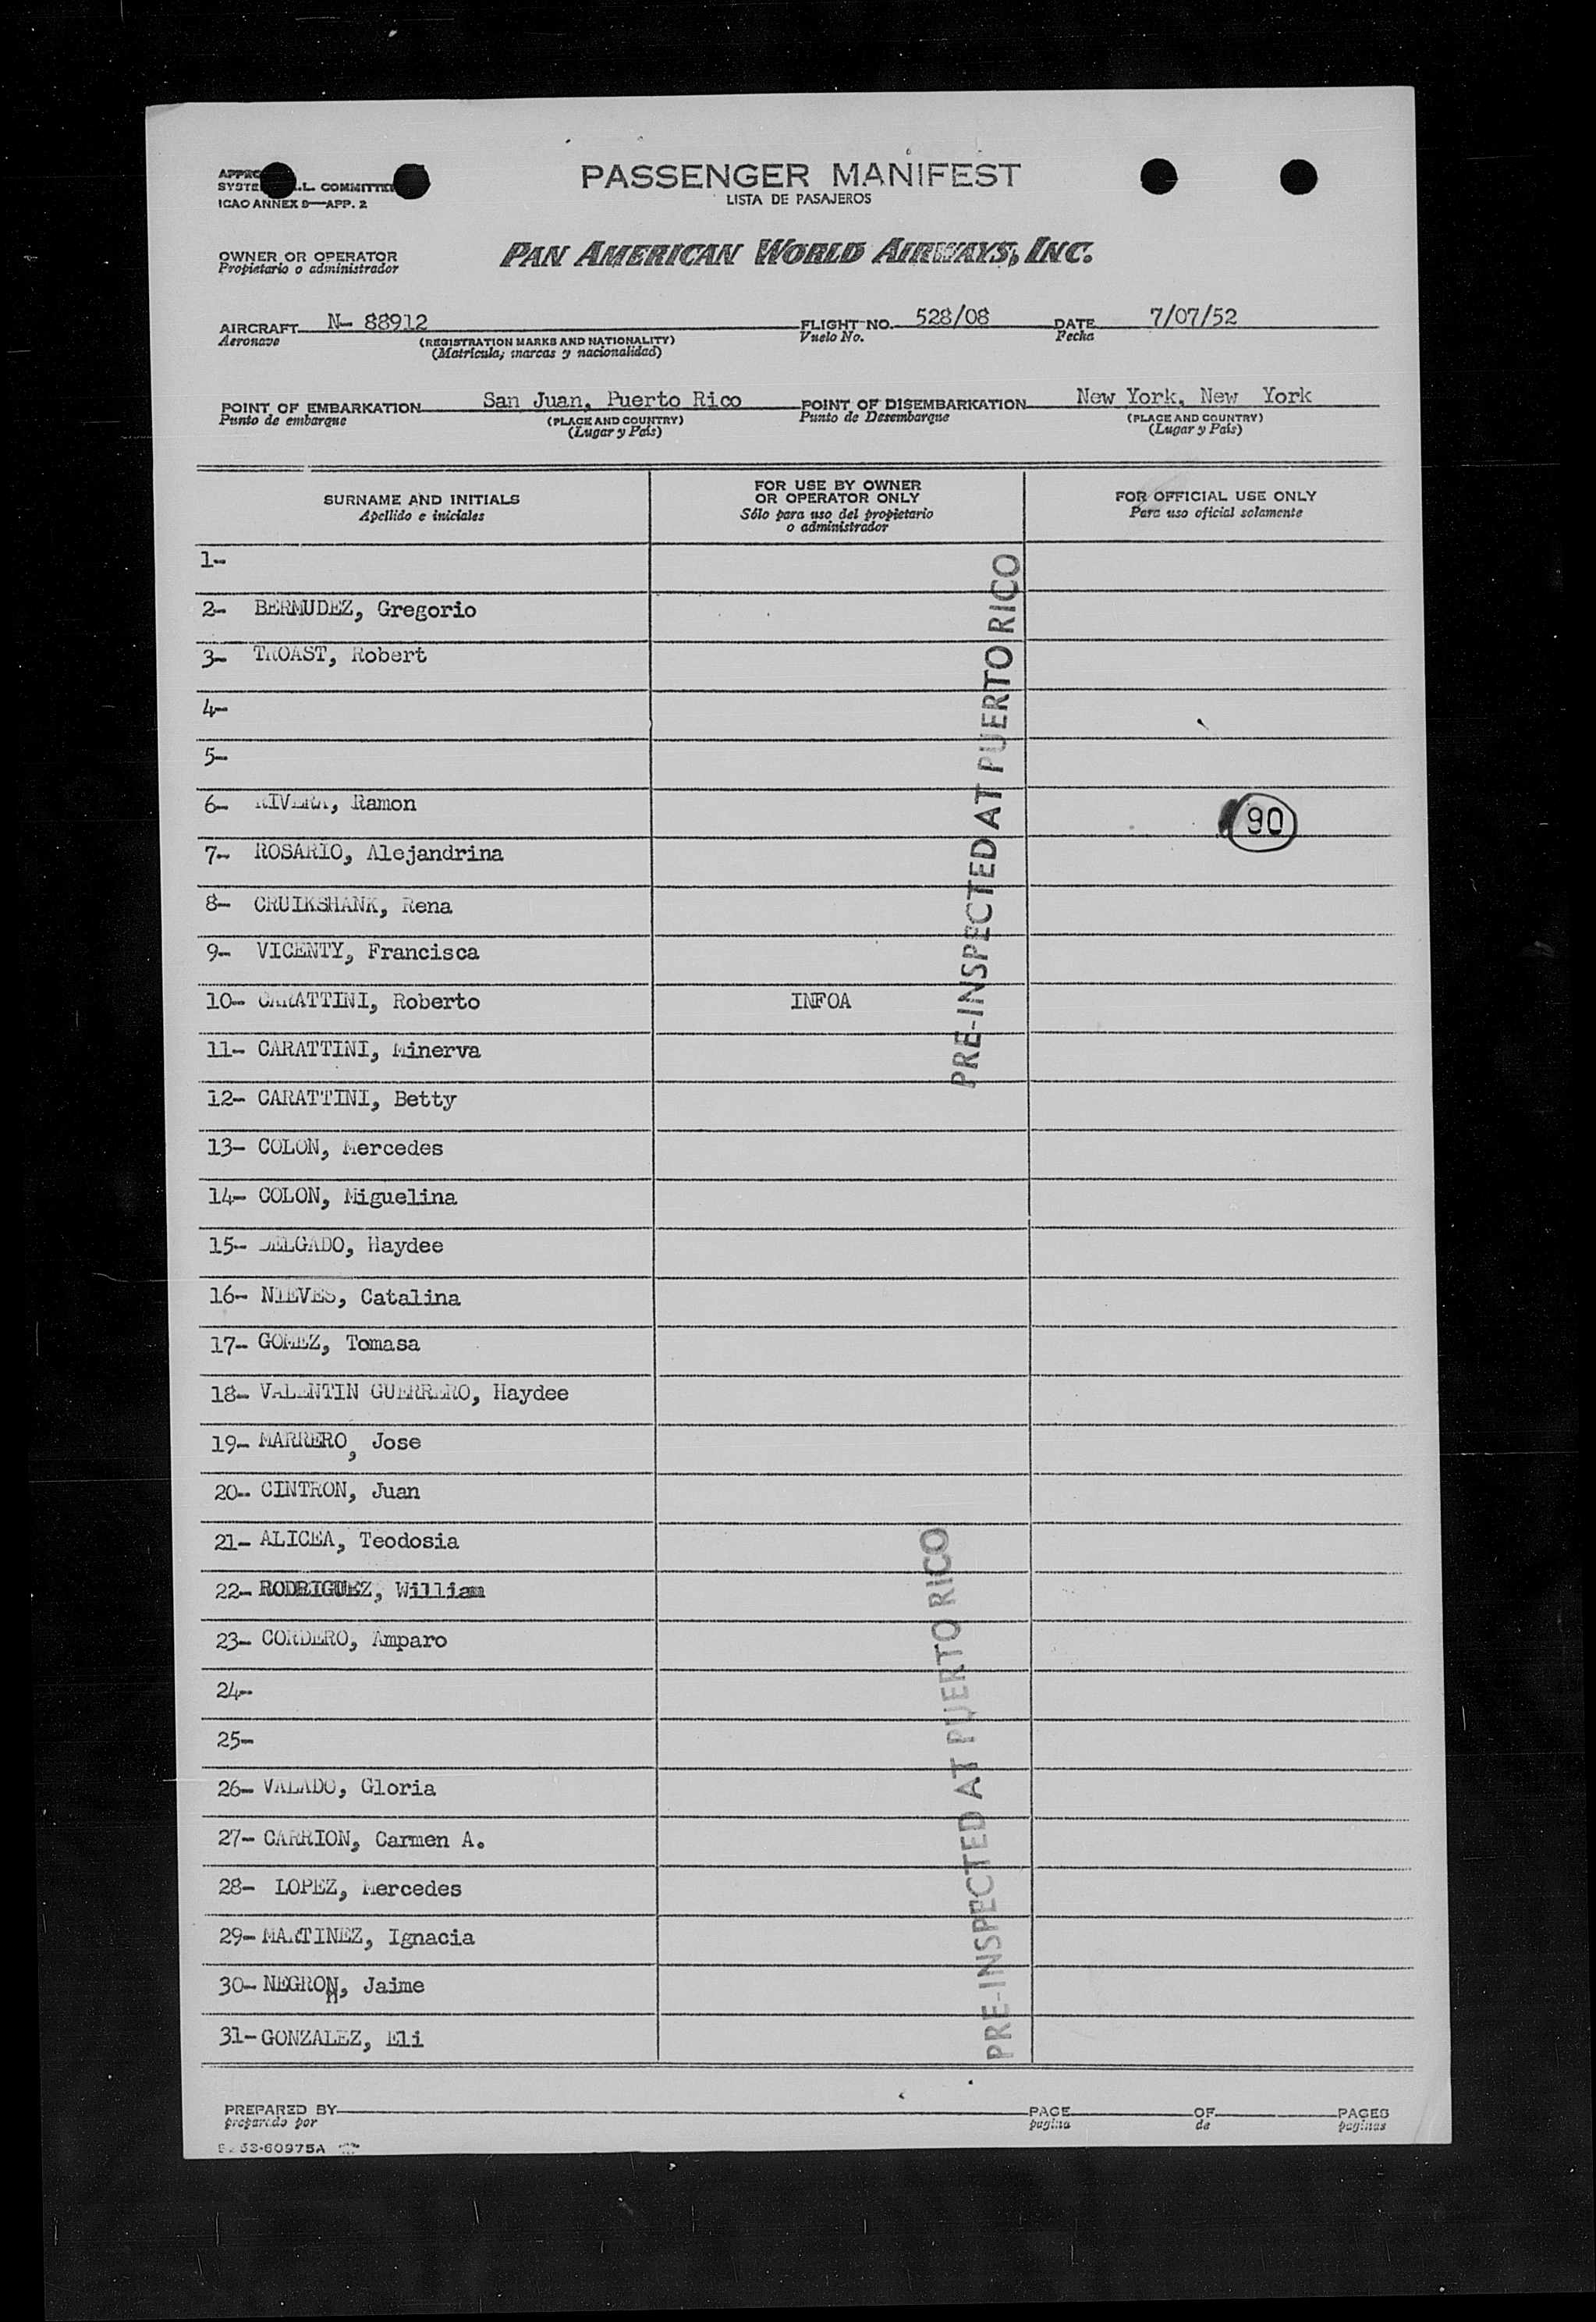 PASSENGER MANIFEST
LISTA DE PASAJEROS
ICAO ANNEX 9—APP. 2
OWNER OR OPERATOR
Propietario o administrador
PAN AMERICAN WORLD AIRWAYS, INC.
AIRCRAFT N- 88912 FLIGHT NO. 528/08 DATE 7/07/52
Aeronave (REGISTRATION MARKS AND NATIONALITY) Vuelo No. Fecha
(Matrícula, marcas y nacionalidad)
POINT OF EMBARKATION San Juan, Puerto Rico POINT OF DISEMBARKATION New York, New York
Punto de embarque (PLACE AND COUNTRY) Punto de Desembarque (PLACE AND COUNTRY)
(Lugar y País) (Lugar y País)
SURNAME AND INITIALS
Apellido e iniciales
FOR USE BY OWNER
OR OPERATOR ONLY
Sólo para uso del propietario
o administrador
FOR OFFICIAL USE ONLY
Para uso oficial solamente
1-
2- BERMUDEZ, Gregorio
3- TROAST, Robert
4-
5-
6- RIVERA, Ramon 90
7- ROSARIO, Alejandrina
8- CRUIKSHANK, Rena
9- VICENTY, Francisca
10- CARATTINI, Roberto INFOA
11- CARATTINI, Minerva
12- CARATTINI, Betty
13- COLON, Mercedes
14- COLON, Miguelina
15- DELGADO, Haydee
16- NIEVES, Catalina
17- GOMEZ, Tomasa
18- VALENTIN GUERRERO, Haydee
19- MARRERO, Jose
20- CINTRON, Juan
21- ALICEA, Teodosia
22- RODRIGUEZ, William
23- CORDERO, Amparo
24-
25-
26- VALADO, Gloria
27- CARRION, Carmen A.
28- LOPEZ, Mercedes
29- MARTINEZ, Ignacia
30- NEGRON, Jaime
31- GONZALEZ, Eli
PRE-INSPECTED AT PUERTO RICO
PRE-INSPECTED AT PUERTO RICO
PREPARED BY PAGE OF PAGES
preparado por pagina de paginas